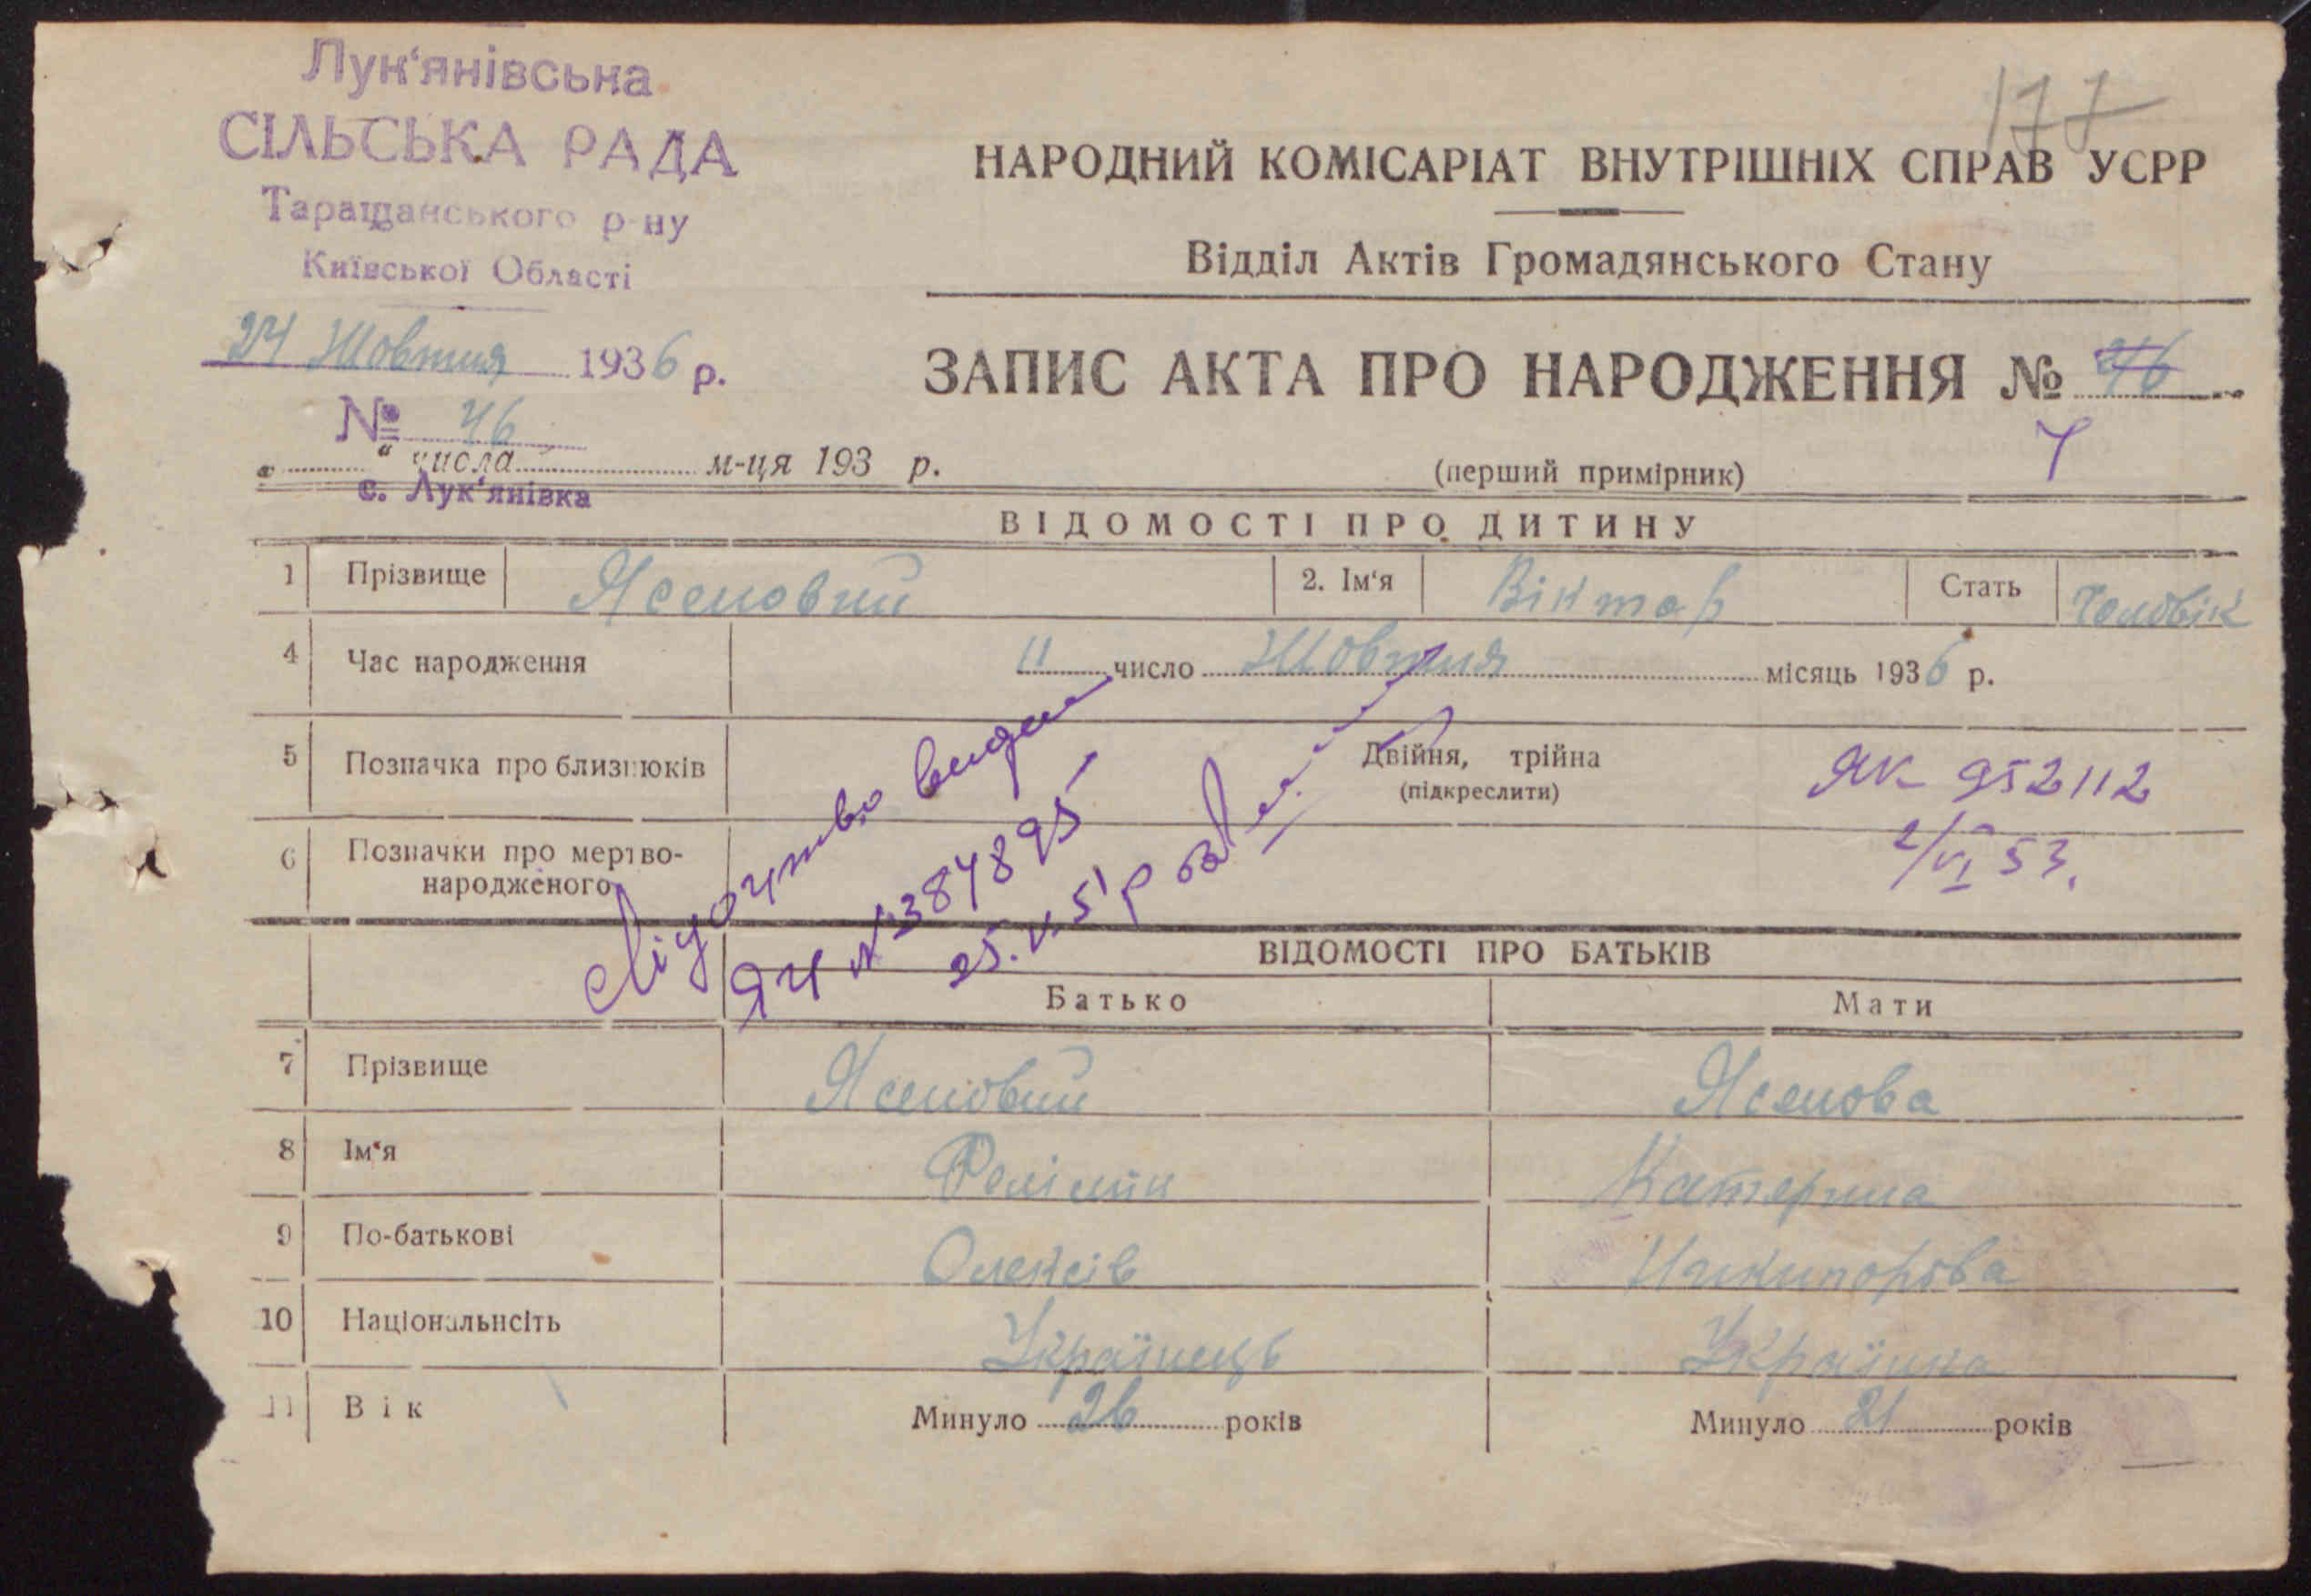 Лук'янівська
СІЛЬСЬКА РАДА
Таращанського р-ну
Київської Області
24 Жовтня 1936 р.
№ 46
" числа м-ця 193 р.
с. Лук'янівка
177
НАРОДНИЙ КОМІСАРІАТ ВНУТРІШНІХ СПРАВ УСРР
Відділ Актів Громадянського Стану
ЗАПИС АКТА ПРО НАРОДЖЕННЯ № 46
(перший примірник)
ВІДОМОСТІ ПРО ДИТИНУ
1 Прізвище Ясеновий 2. Ім'я Віктор Стать Чоловік
4 Час народження 11 число Жовтня місяць 1936 р.
5 Позначка про близнюків Двійня, трійна
(підкреслити)
ЯК 952112
2/VI 53.
6 Позначки про мертво-
народженого
видано
ЯЧ № 384895
25. V. 51 р
ВІДОМОСТІ ПРО БАТЬКІВ
Батько Мати
7 Прізвище Ясеновий Ясенова
8 Ім'я Катерина
9 По-батькові Олексів
10 Національнсіть Українець Українка
11 Вік Минуло 26 років Минуло 21 років